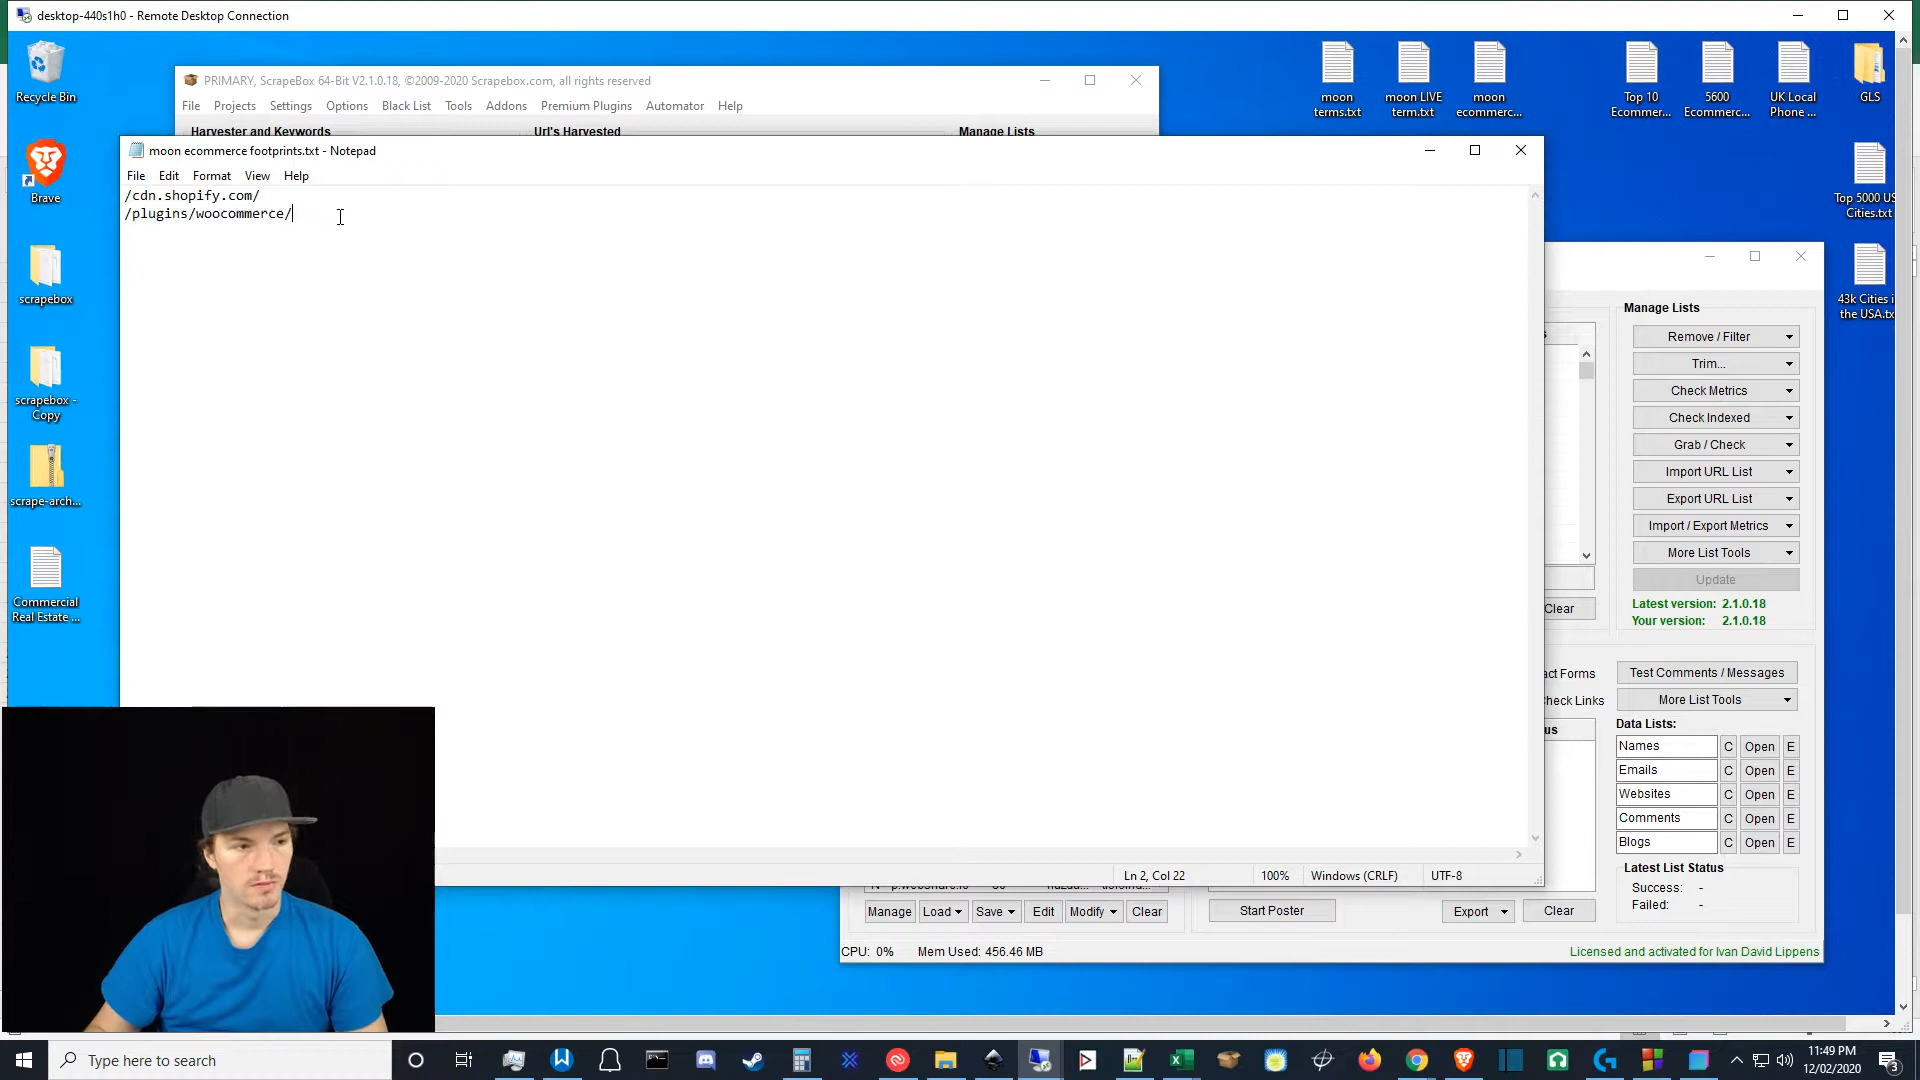 desktop-440s1h0 - Remote Desktop Connection
Recycle Bin
Brave
scrapebox
scrapebox -
Copy
scrape-arch...
Commercial
Real Estate ...
PRIMARY, ScrapeBox 64-Bit V2.1.0.18, ©2009-2020 Scrapebox.com, all rights reserved
File Projects Settings Options Black List Tools Addons Premium Plugins Automator Help
Harvester and Keywords
Url's Harvested
Manage Lists
moon
terms.txt
moon LIVE
term.txt
moon
ecommerc...
Top 10
Ecommer...
5600
Ecommerc...
UK Local
Phone ...
GLS
Top 5000 US
Cities.txt
43k Cities i
the USA.txt
moon ecommerce footprints.txt - Notepad
File Edit Format View Help
/cdn.shopify.com/
/plugins/woocommerce/
Ln 2, Col 22
100%
Windows (CRLF)
UTF-8
Manage Lists
Remove / Filter
Trim...
Check Metrics
Check Indexed
Grab / Check
Import URL List
Export URL List
Import / Export Metrics
More List Tools
Update
Latest version: 2.1.0.18
Your version: 2.1.0.18
Clear
act Forms
Check Links
us
Test Comments / Messages
More List Tools
Data Lists:
Names C Open E
Emails C Open E
Websites C Open E
Comments C Open E
Blogs C Open E
Latest List Status
Success: -
Failed: -
Manage Load Save Edit Modify Clear
Start Poster
Export
Clear
CPU: 0% Mem Used: 456.46 MB
Licensed and activated for Ivan David Lippens
Type here to search
11:49 PM
12/02/2020
3